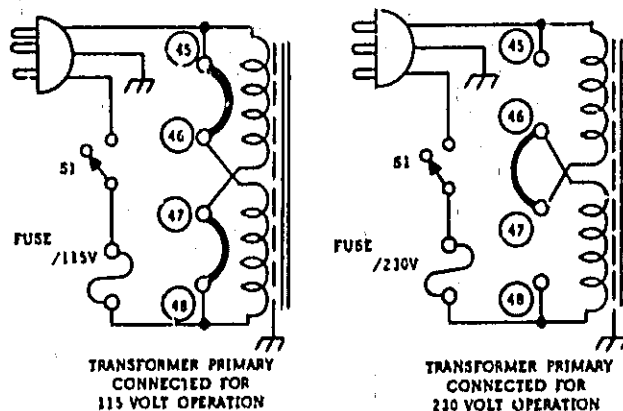 45
46
S1
47
FUSE
/115V
48
TRANSFORMER PRIMARY
CONNECTED FOR
115 VOLT OPERATION
45
46
S1
47
FUSE
/230V
48
TRANSFORMER PRIMARY
CONNECTED FOR
230 VOLT OPERATION